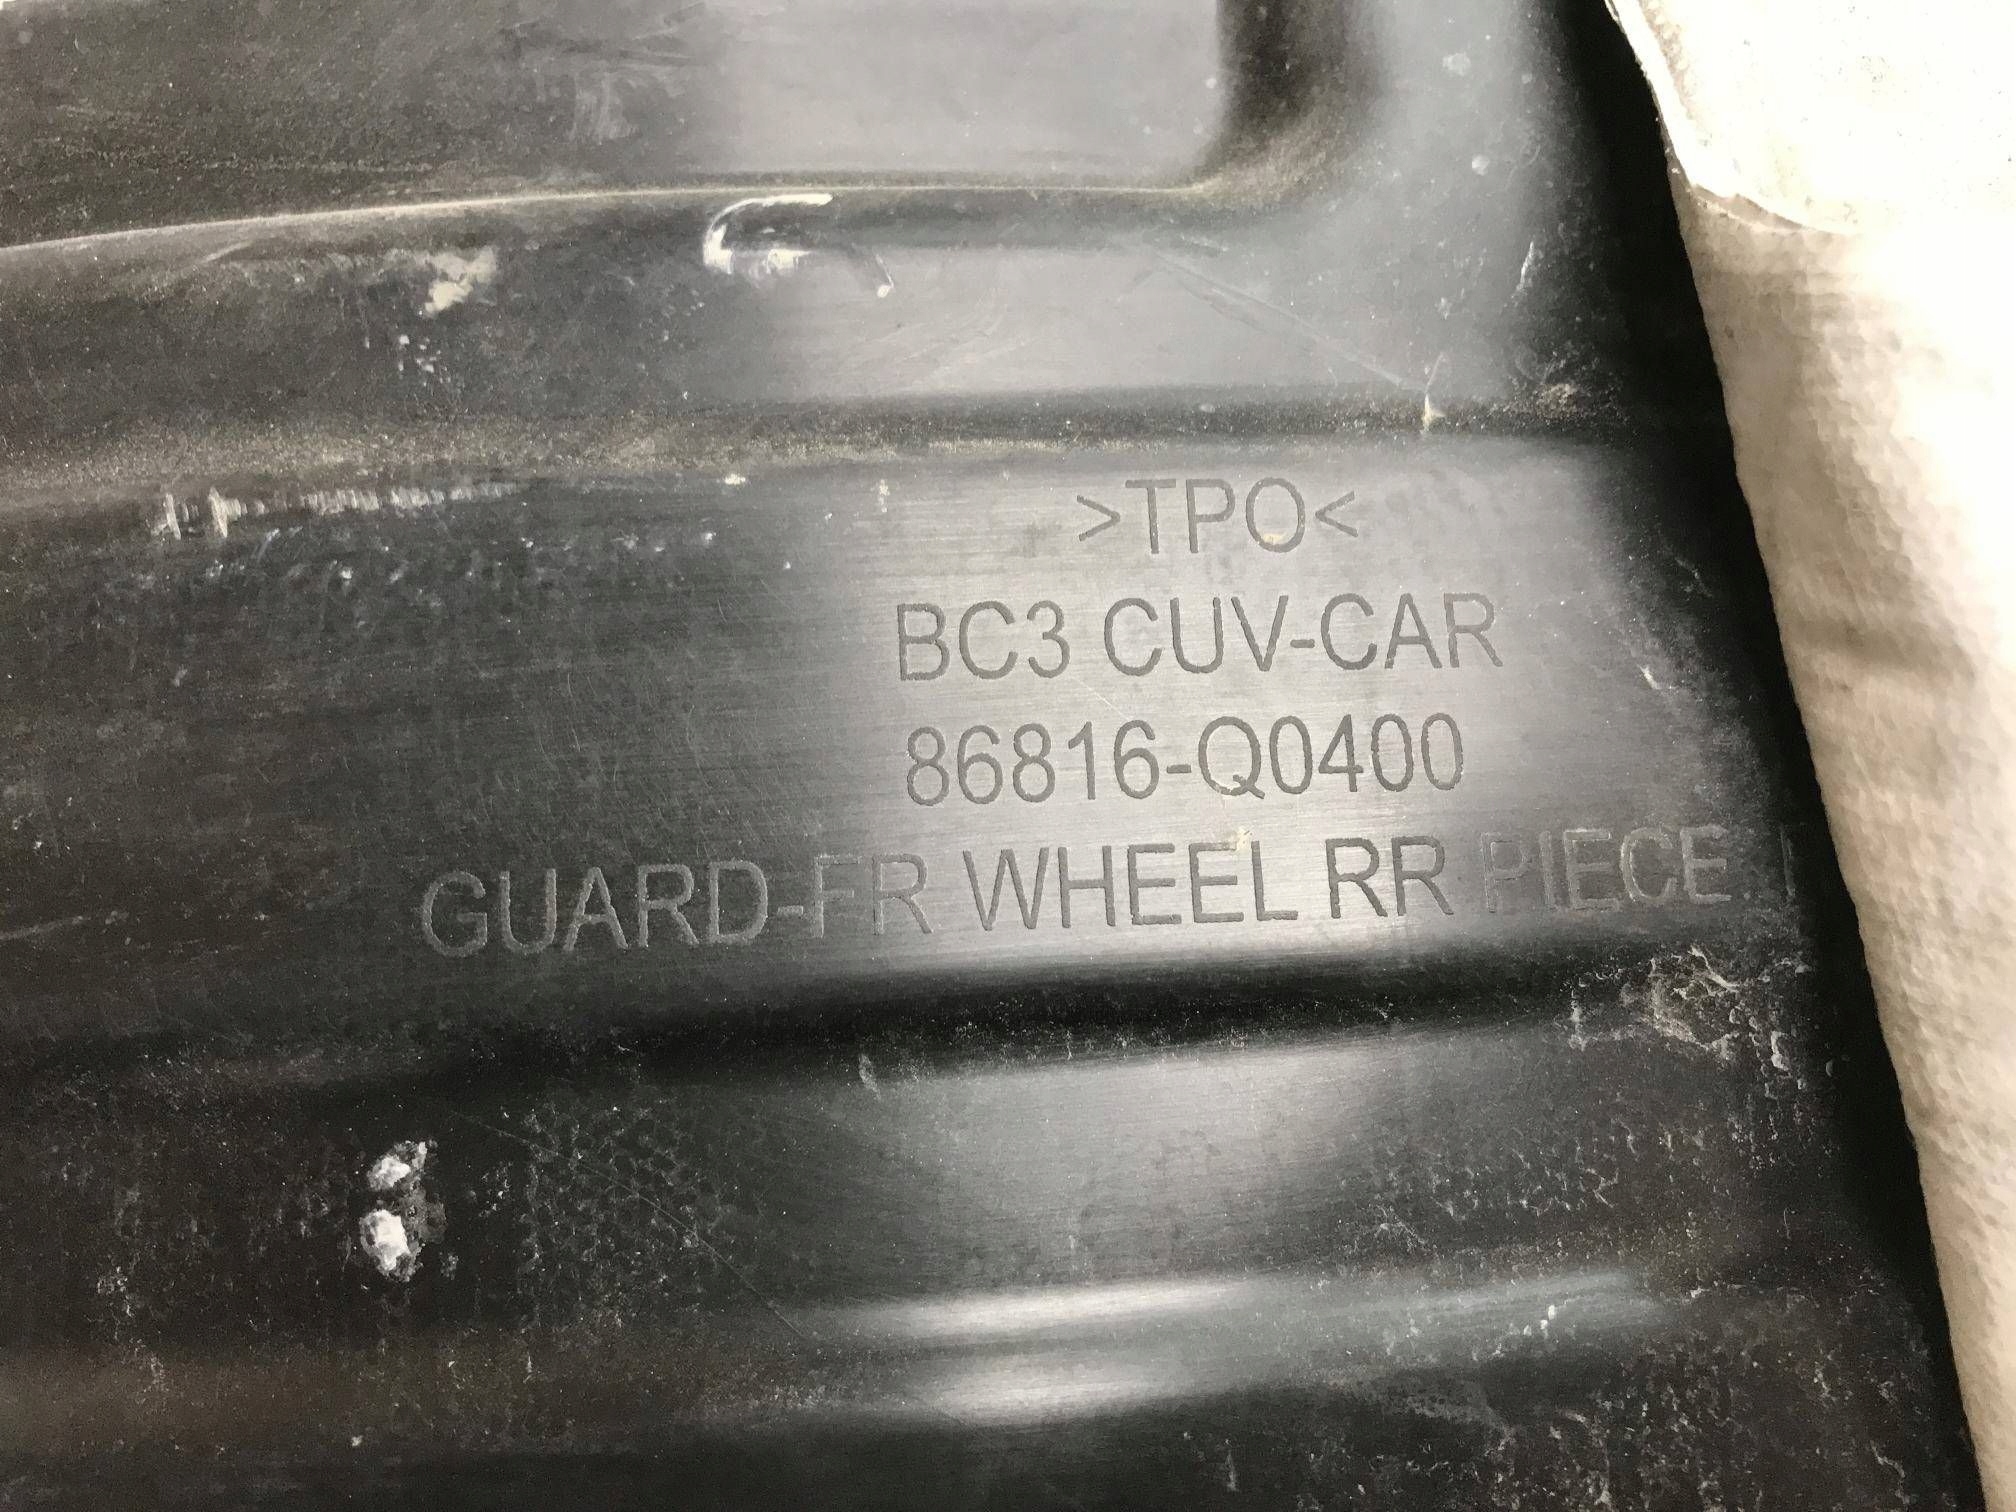 >TPO<
BC3 CUV-CAR
86816-Q0400
GUARD-FR WHEEL RR PIECE